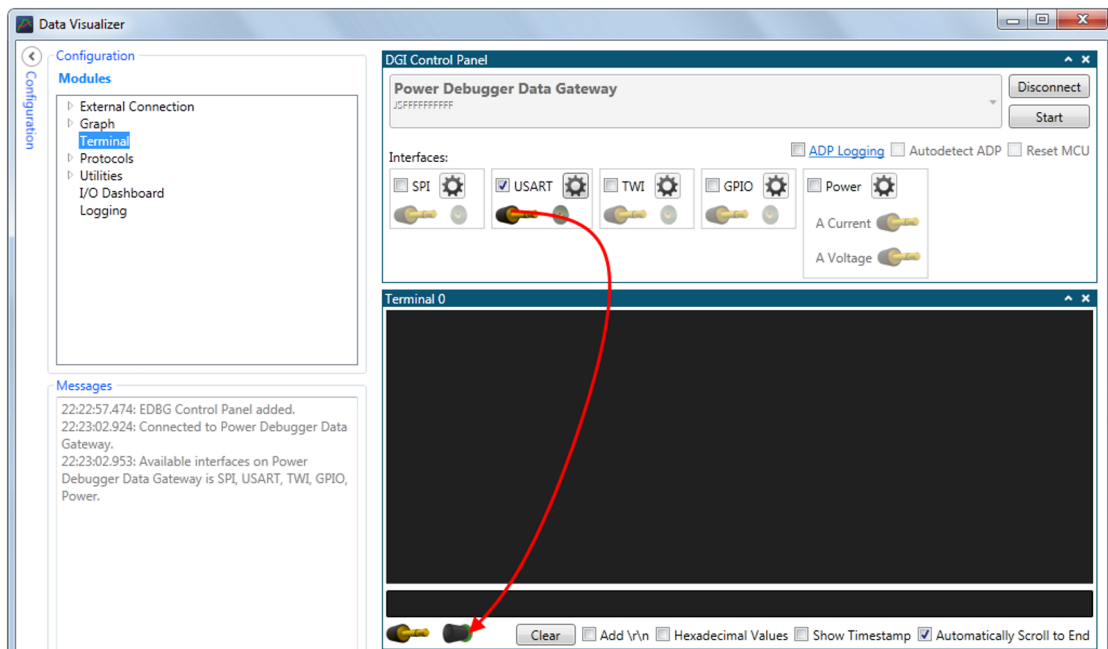 Data Visualizer
Configuration
Configuration
Modules
External Connection
Graph
Terminal
Protocols
Utilities
I/O Dashboard
Logging
Messages
22:22:57.474: EDBG Control Panel added.
22:23:02.924: Connected to Power Debugger Data
Gateway.
22:23:02.953: Available interfaces on Power
Debugger Data Gateway is SPI, USART, TWI, GPIO,
Power.
DGI Control Panel
Power Debugger Data Gateway
J5FFFFFFFFFF
Disconnect
Start
ADP Logging Autodetect ADP Reset MCU
Interfaces:
SPI USART TWI GPIO Power
A Current
A Voltage
Terminal 0
Clear Add \r\n Hexadecimal Values Show Timestamp Automatically Scroll to End